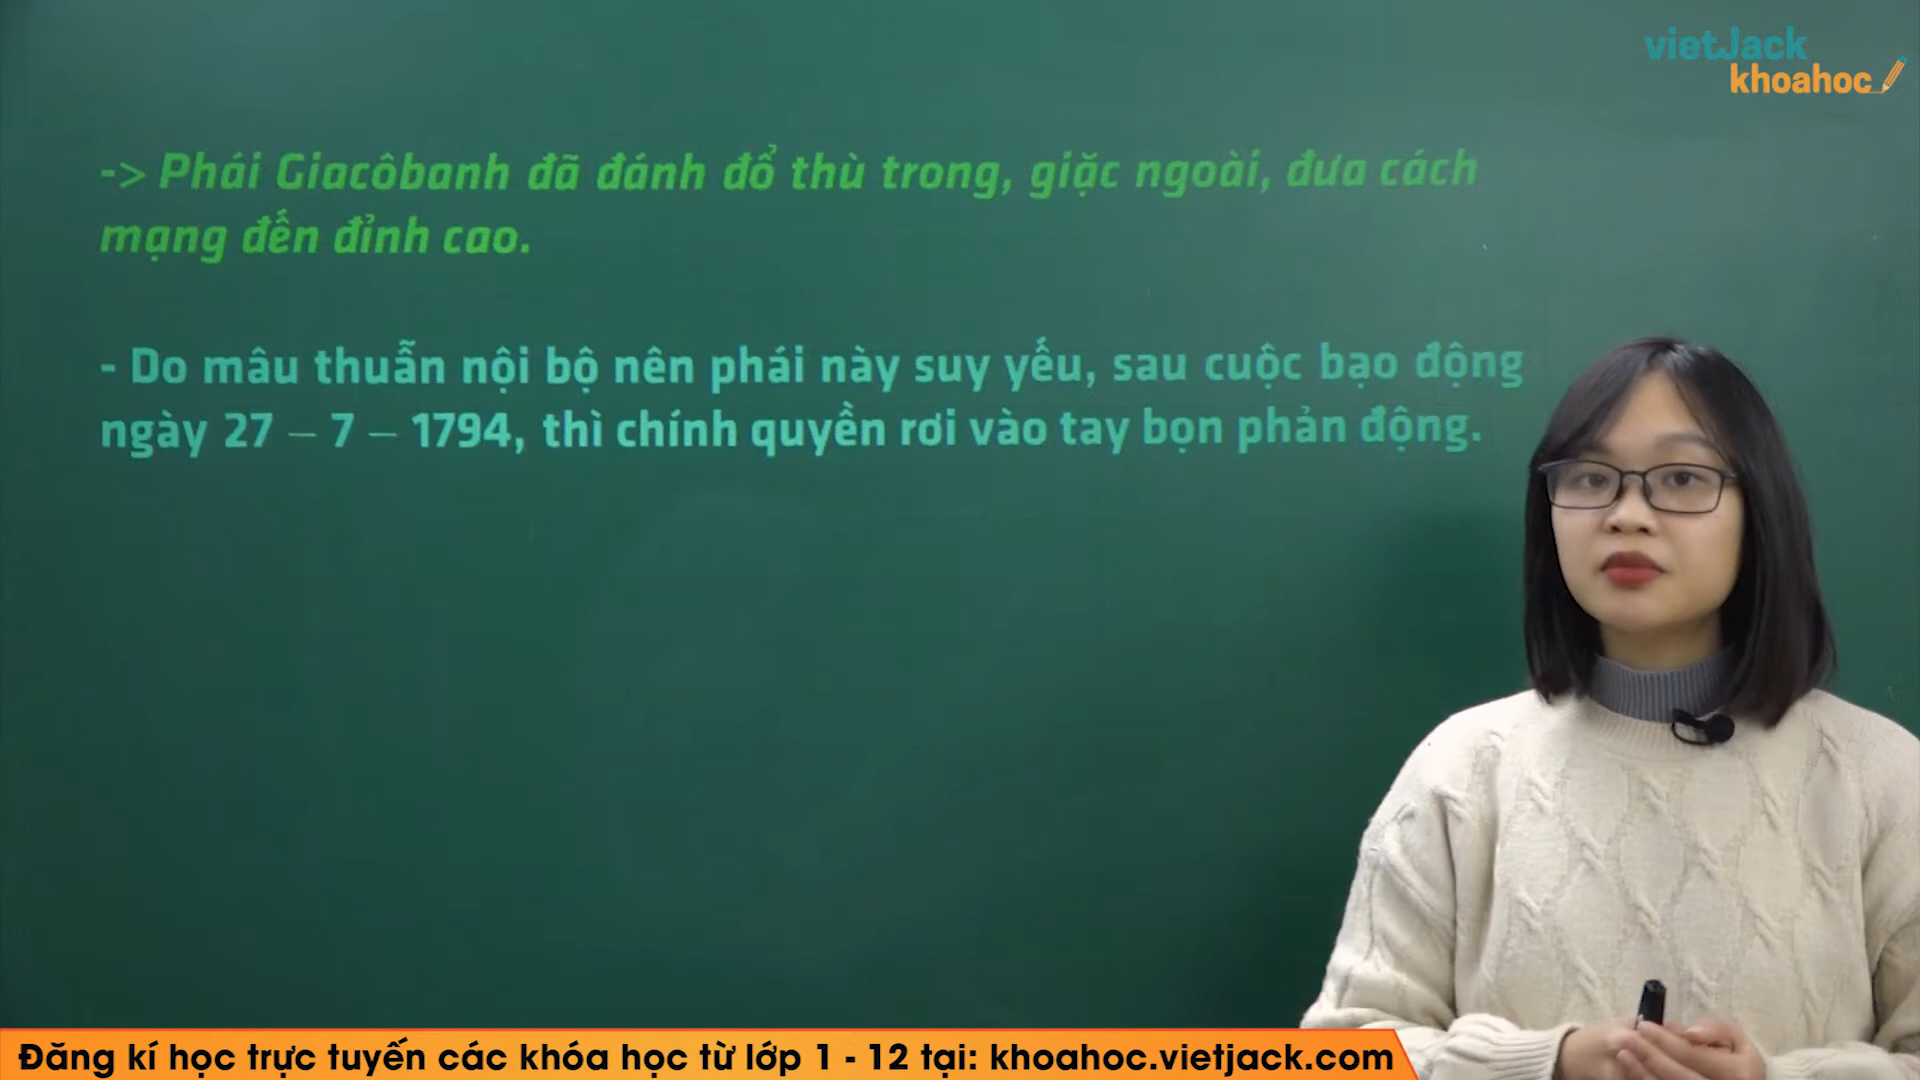 vietJack
khoahoc
-> Phái Giacôbanh đã đánh đổ thù trong, giặc ngoài, đưa cách
mạng đến đỉnh cao.
- Do mâu thuẫn nội bộ nên phái này suy yếu, sau cuộc bạo động
ngày 27 – 7 – 1794, thì chính quyền rơi vào tay bọn phản động.
Đăng kí học trực tuyến các khóa học từ lớp 1 - 12 tại: khoahoc.vietjack.com